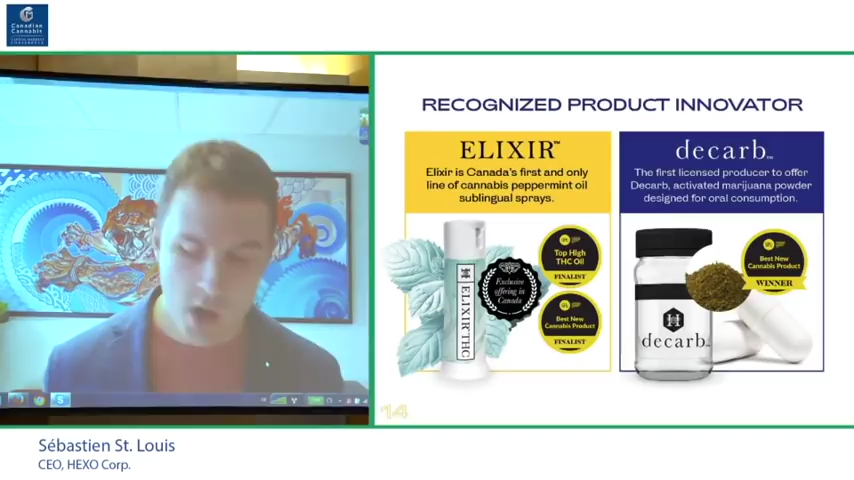 Canadian
Cannabis
RECOGNIZED PRODUCT INNOVATOR
ELIXIR™
Elixir is Canada's first and only
line of cannabis peppermint oil
sublingual sprays.
decarb™
The first licensed producer to offer
Decarb, activated marijuana powder
designed for oral consumption.
ELIXIR THC
Exclusive
offering in
Canada
Top High
THC Oil
FINALIST
Best New
Cannabis Product
FINALIST
H
decarb
Best New
Cannabis Product
WINNER
14
Sébastien St. Louis
CEO, HEXO Corp.